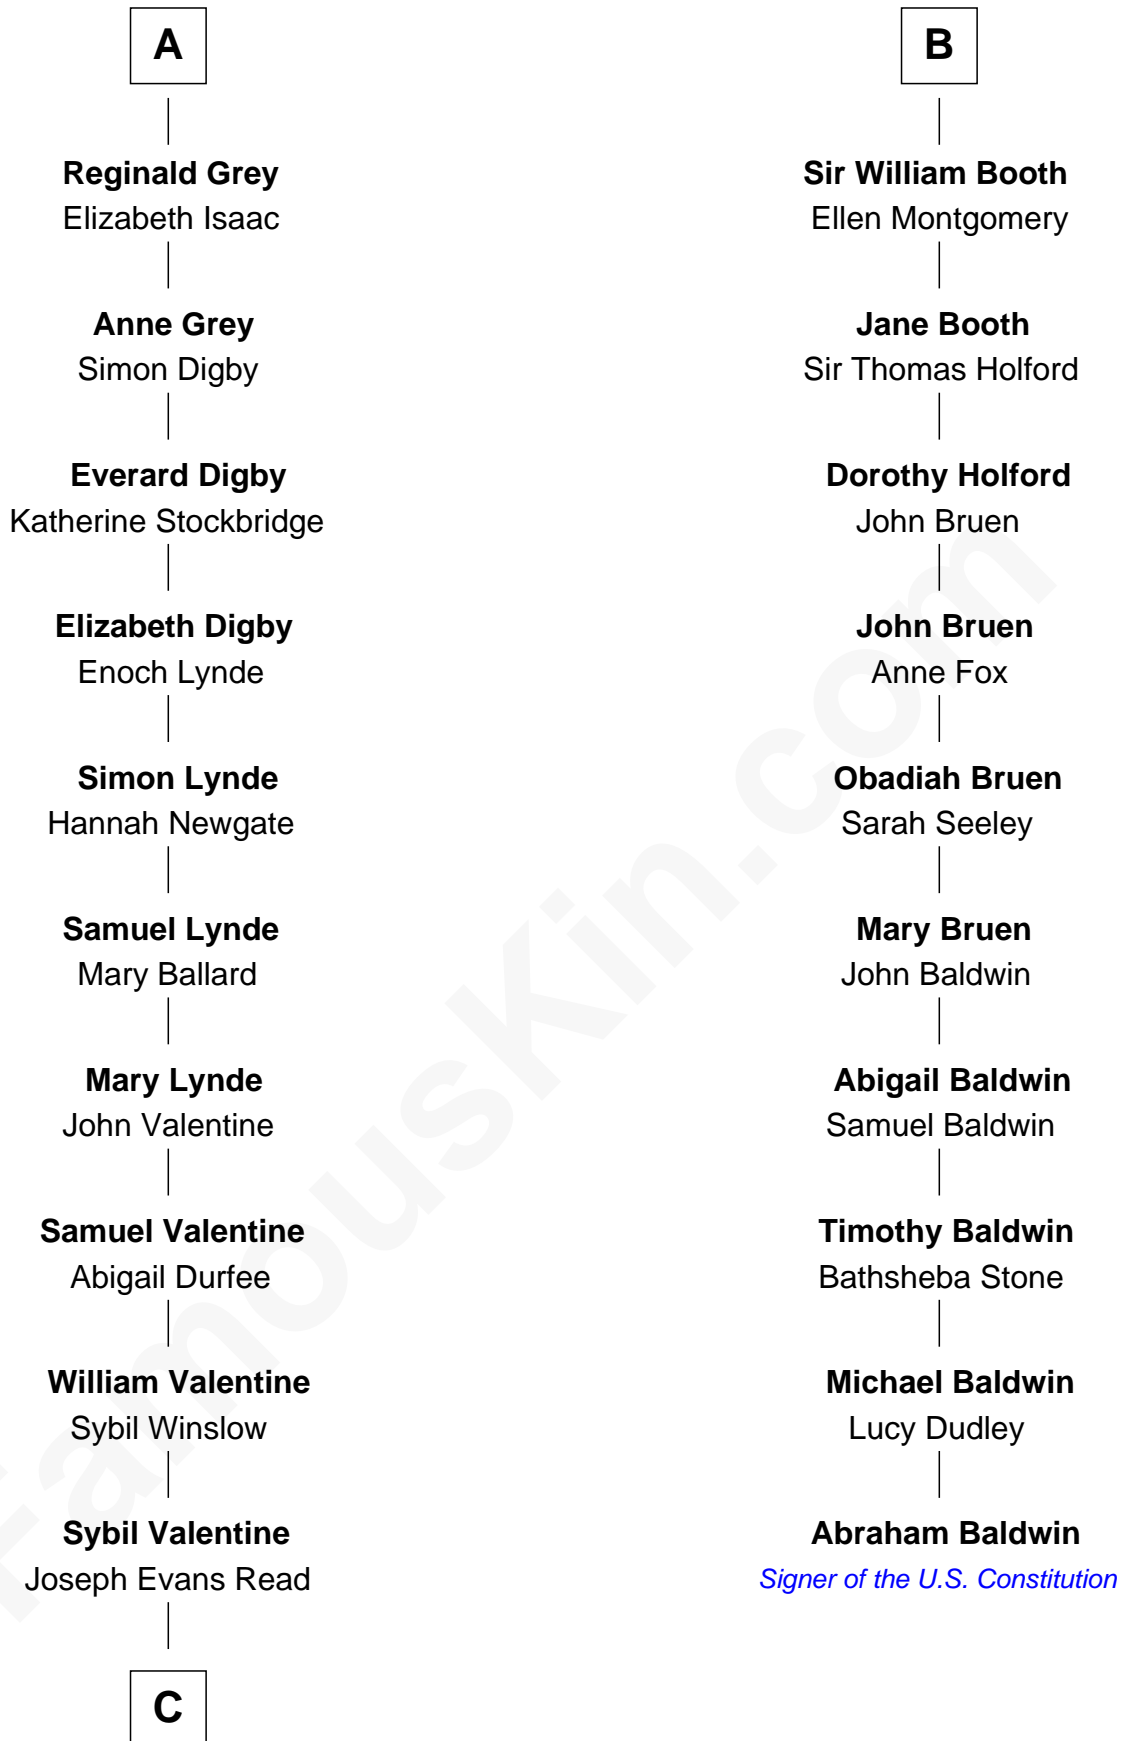 A
Reginald Grey
Elizabeth Isaac
Anne Grey
Simon Digby
Everard Digby
Katherine Stockbridge
Elizabeth Digby
Enoch Lynde
Simon Lynde
Hannah Newgate
Samuel Lynde
Mary Ballard
Mary Lynde
John Valentine
Samuel Valentine
Abigail Durfee
William Valentine
Sybil Winslow
Sybil Valentine
Joseph Evans Read
C
B
Sir William Booth
Ellen Montgomery
Jane Booth
Sir Thomas Holford
Dorothy Holford
John Bruen
John Bruen
Anne Fox
Obadiah Bruen
Sarah Seeley
Mary Bruen
John Baldwin
Abigail Baldwin
Samuel Baldwin
Timothy Baldwin
Bathsheba Stone
Michael Baldwin
Lucy Dudley
Abraham Baldwin
Signer of the U.S. Constitution
FamousKin.com